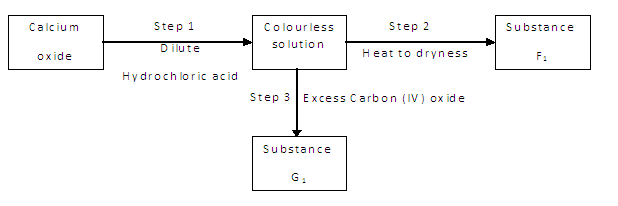 Calcium
oxide
Step 1
Dilute
Hydrochloric acid
Colourless
solution
Step 2
Heat to dryness
Substance
F1
Step 3
Excess Carbon (IV) oxide
Substance
G1